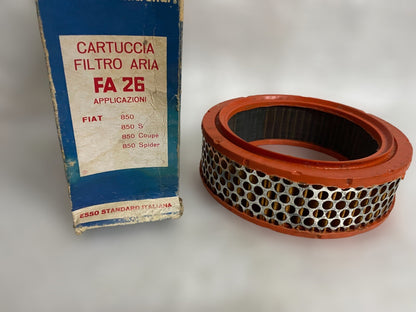 CARTUCCIA
FILTRO ARIA
FA 26
APPLICAZIONI
FIAT 850
850 S
850 Coupé
850 Spider
ESSO STANDARD ITALIANA